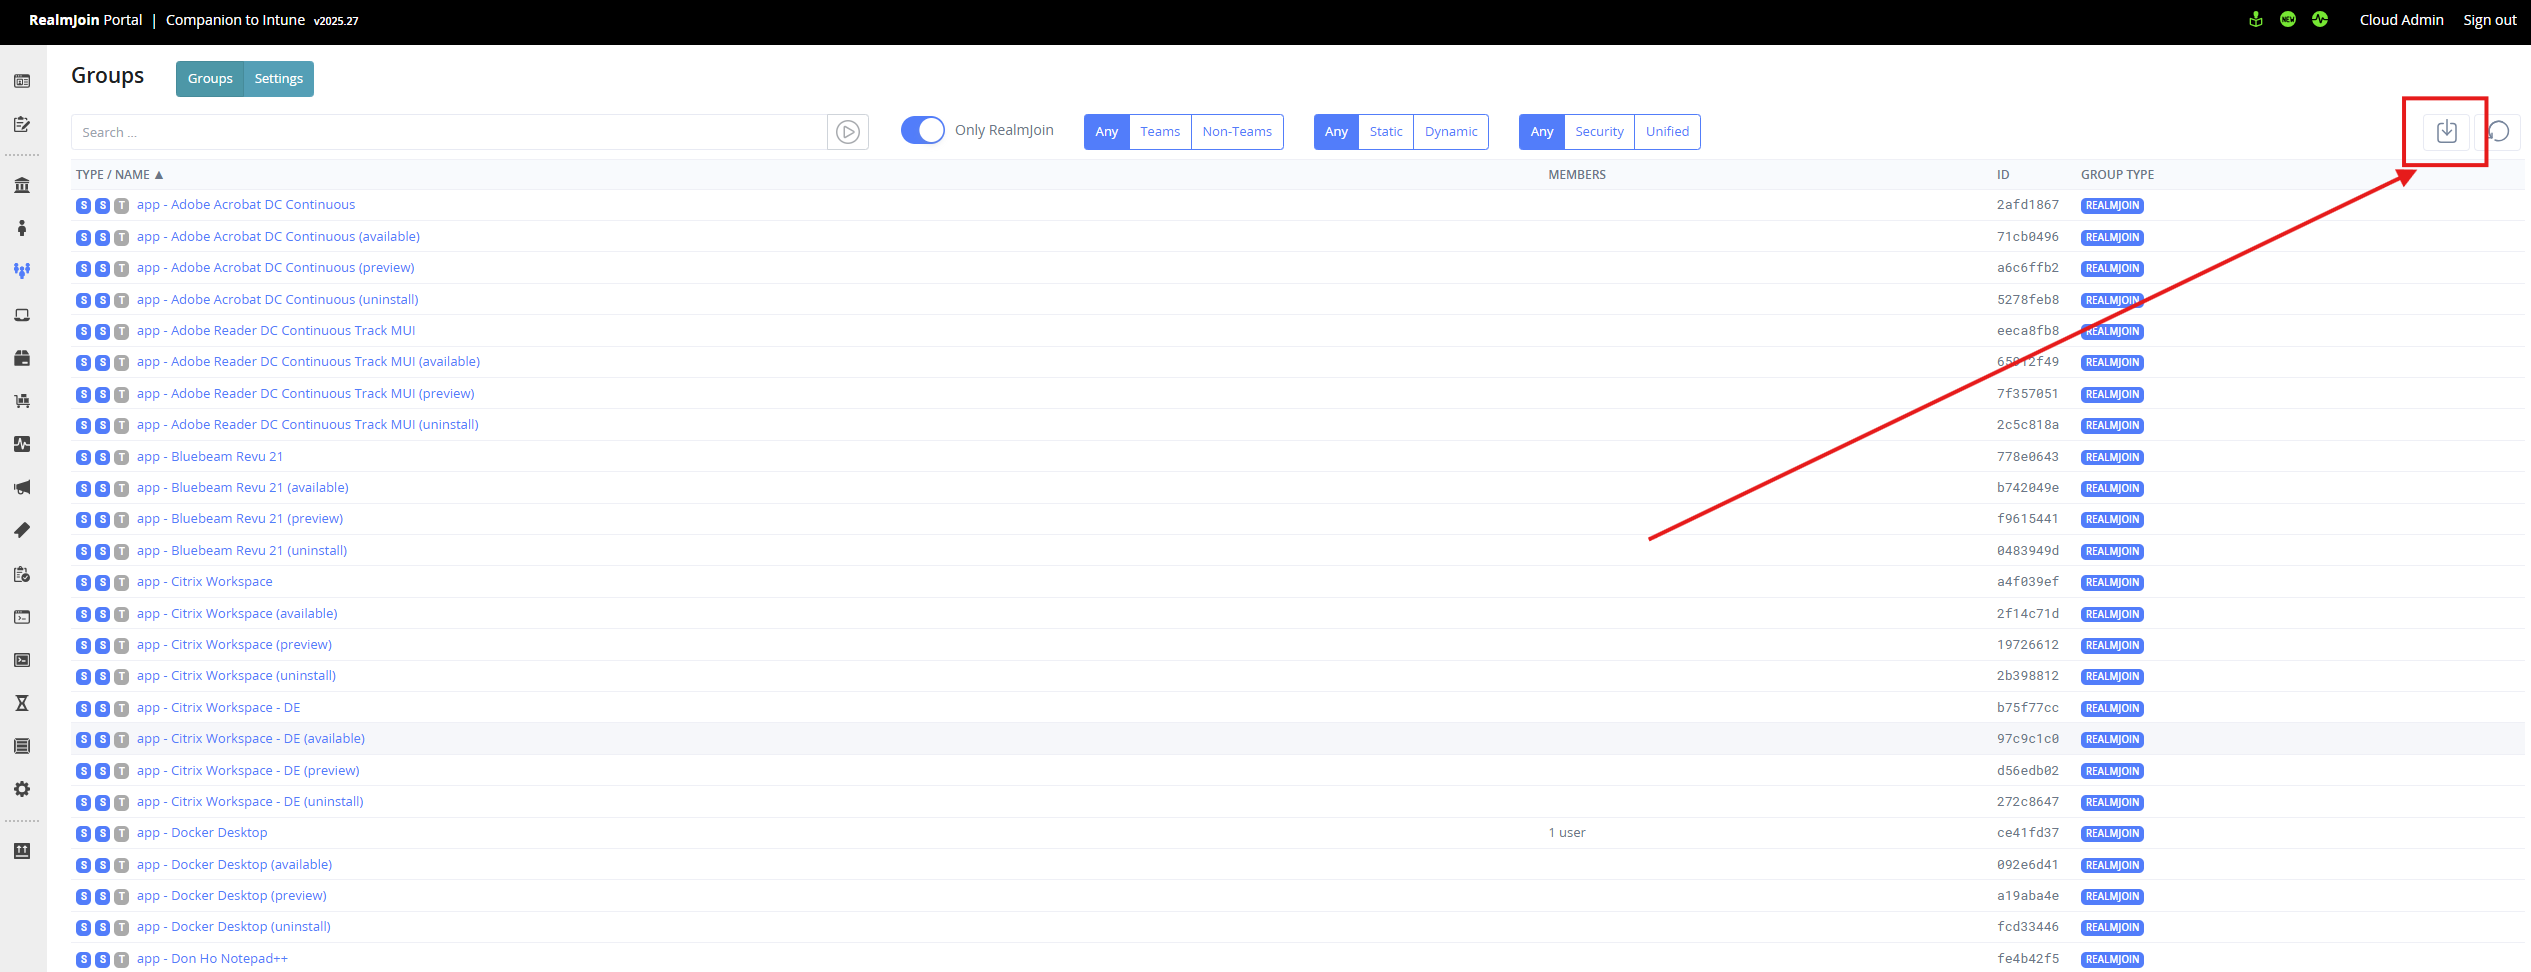 RealmJoin Portal | Companion to Intune v2025.27 NEW Cloud Admin Sign out
Groups Groups Settings
Search ... Only RealmJoin Any Teams Non-Teams Any Static Dynamic Any Security Unified
TYPE / NAME ▲ MEMBERS ID GROUP TYPE
S S T app - Adobe Acrobat DC Continuous 2afd1867 REALMJOIN
S S T app - Adobe Acrobat DC Continuous (available) 71cb0496 REALMJOIN
S S T app - Adobe Acrobat DC Continuous (preview) a6c6ffb2 REALMJOIN
S S T app - Adobe Acrobat DC Continuous (uninstall) 5278feb8 REALMJOIN
S S T app - Adobe Reader DC Continuous Track MUI eeca8fb8 REALMJOIN
S S T app - Adobe Reader DC Continuous Track MUI (available) REALMJOIN
S S T app - Adobe Reader DC Continuous Track MUI (preview) 7f357051 REALMJOIN
S S T app - Adobe Reader DC Continuous Track MUI (uninstall) 2c5c818a REALMJOIN
S S T app - Bluebeam Revu 21 778e0643 REALMJOIN
S S T app - Bluebeam Revu 21 (available) b742049e REALMJOIN
S S T app - Bluebeam Revu 21 (preview) f9615441 REALMJOIN
S S T app - Bluebeam Revu 21 (uninstall) 0483949d REALMJOIN
S S T app - Citrix Workspace a4f039ef REALMJOIN
S S T app - Citrix Workspace (available) 2f14c71d REALMJOIN
S S T app - Citrix Workspace (preview) 19726612 REALMJOIN
S S T app - Citrix Workspace (uninstall) 2b398812 REALMJOIN
S S T app - Citrix Workspace - DE b75f77cc REALMJOIN
S S T app - Citrix Workspace - DE (available) 97c9c1c0 REALMJOIN
S S T app - Citrix Workspace - DE (preview) d56edb02 REALMJOIN
S S T app - Citrix Workspace - DE (uninstall) 272c8647 REALMJOIN
S S T app - Docker Desktop 1 user ce41fd37 REALMJOIN
S S T app - Docker Desktop (available) 092e6d41 REALMJOIN
S S T app - Docker Desktop (preview) a19aba4e REALMJOIN
S S T app - Docker Desktop (uninstall) fcd33446 REALMJOIN
S S T app - Don Ho Notepad++ fe4b42f5 REALMJOIN